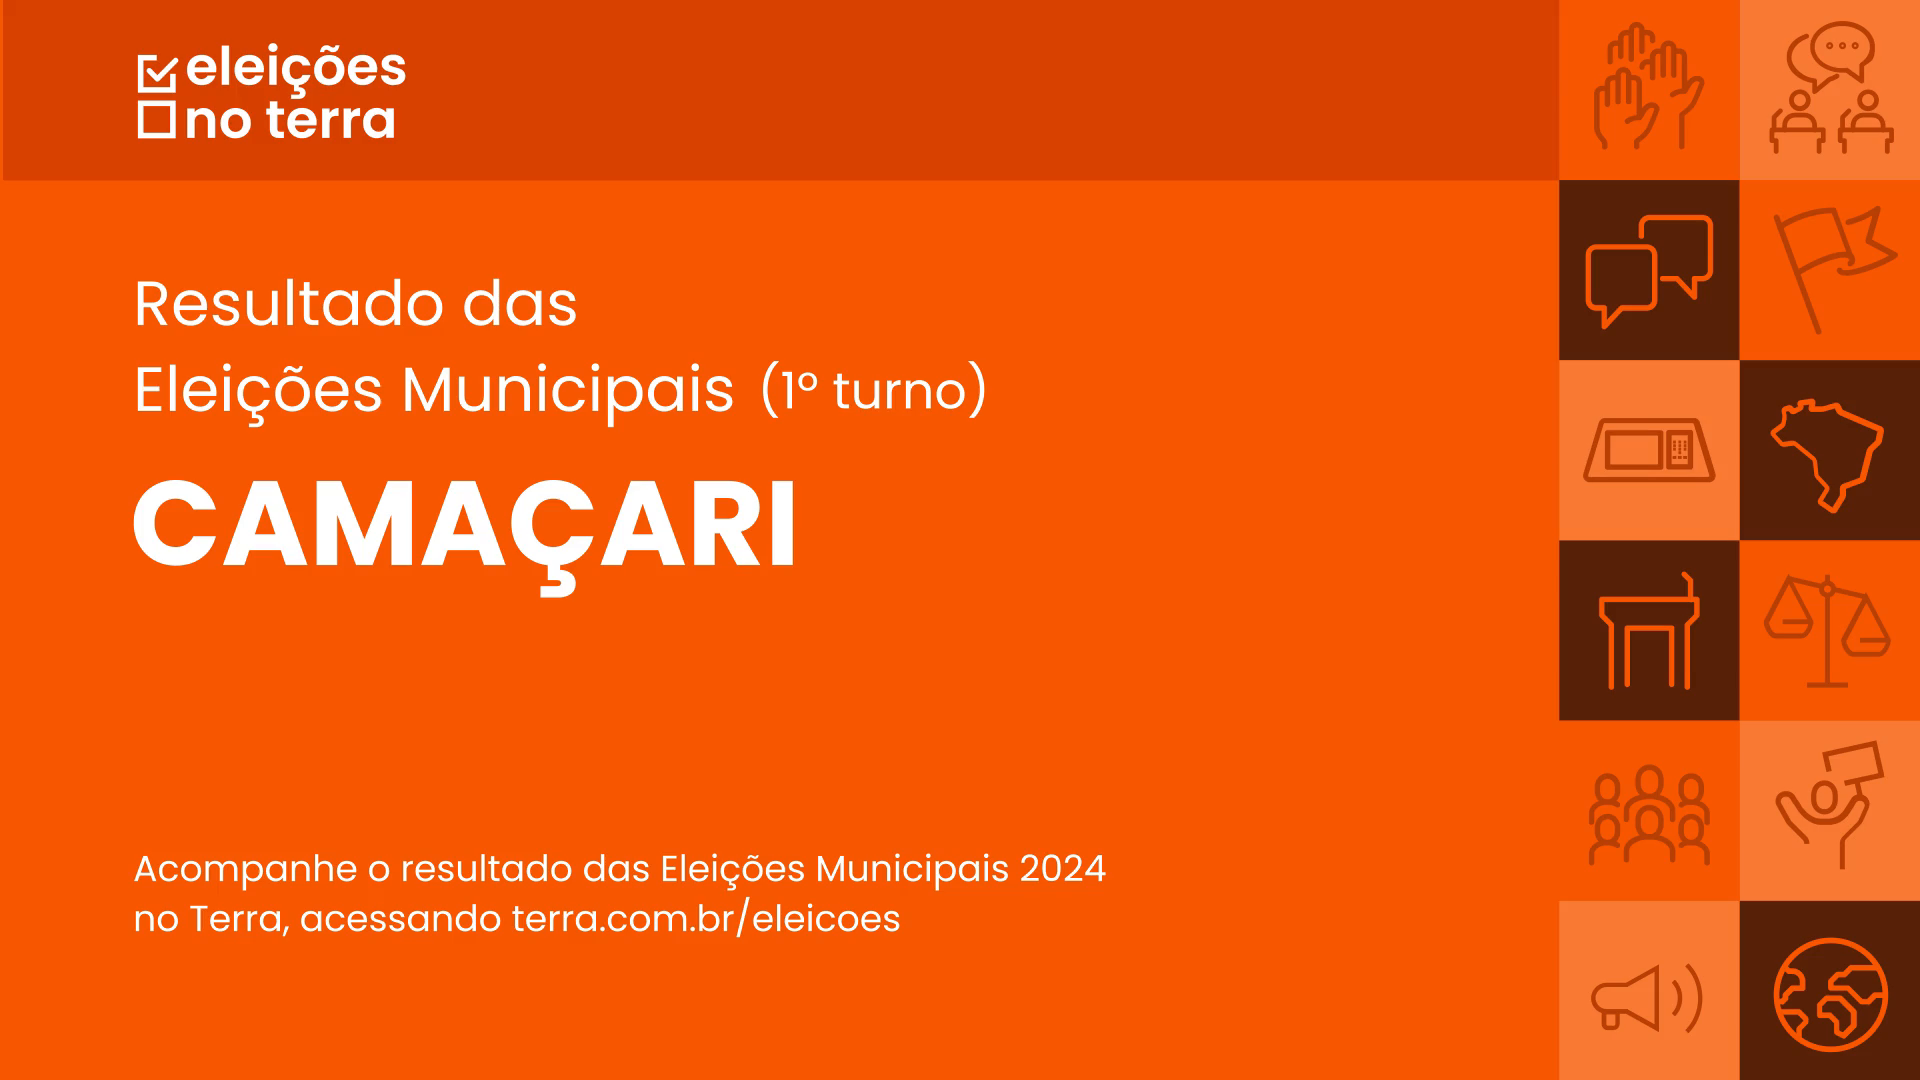 eleições
no terra
Resultado das
Eleições Municipais (1º turno)
CAMAÇARI
Acompanhe o resultado das Eleições Municipais 2024
no Terra, acessando terra.com.br/eleicoes